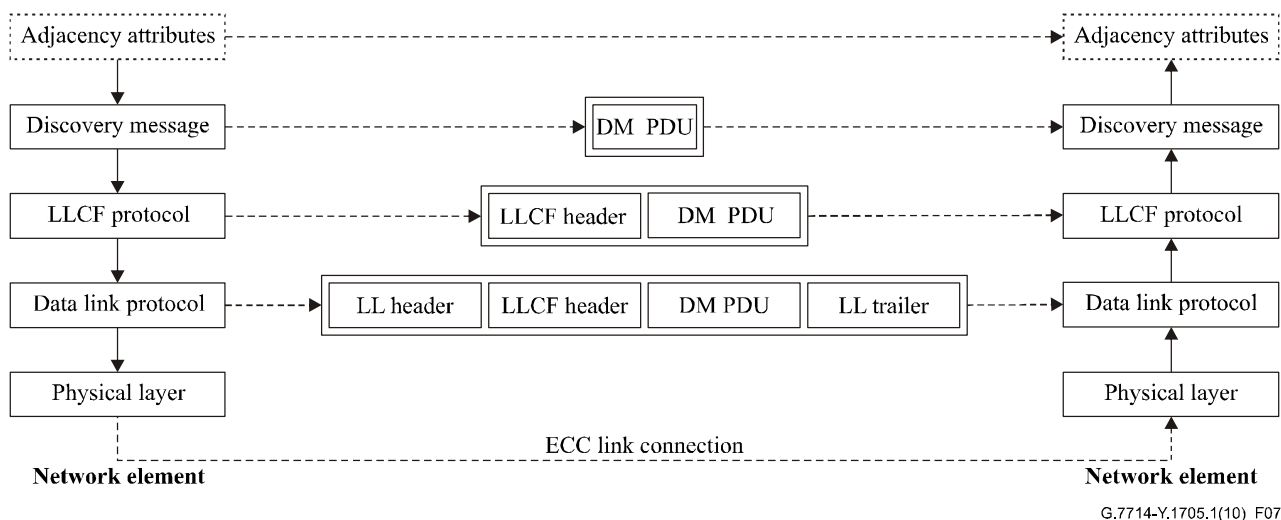 Adjacency attributes
Adjacency attributes
Discovery message
DM PDU
Discovery message
LLCF protocol
LLCF header
DM PDU
LLCF protocol
Data link protocol
LL header
LLCF header
DM PDU
LL trailer
Data link protocol
Physical layer
Physical layer
ECC link connection
Network element
Network element
G.7714-Y.1705.1(10)_F07